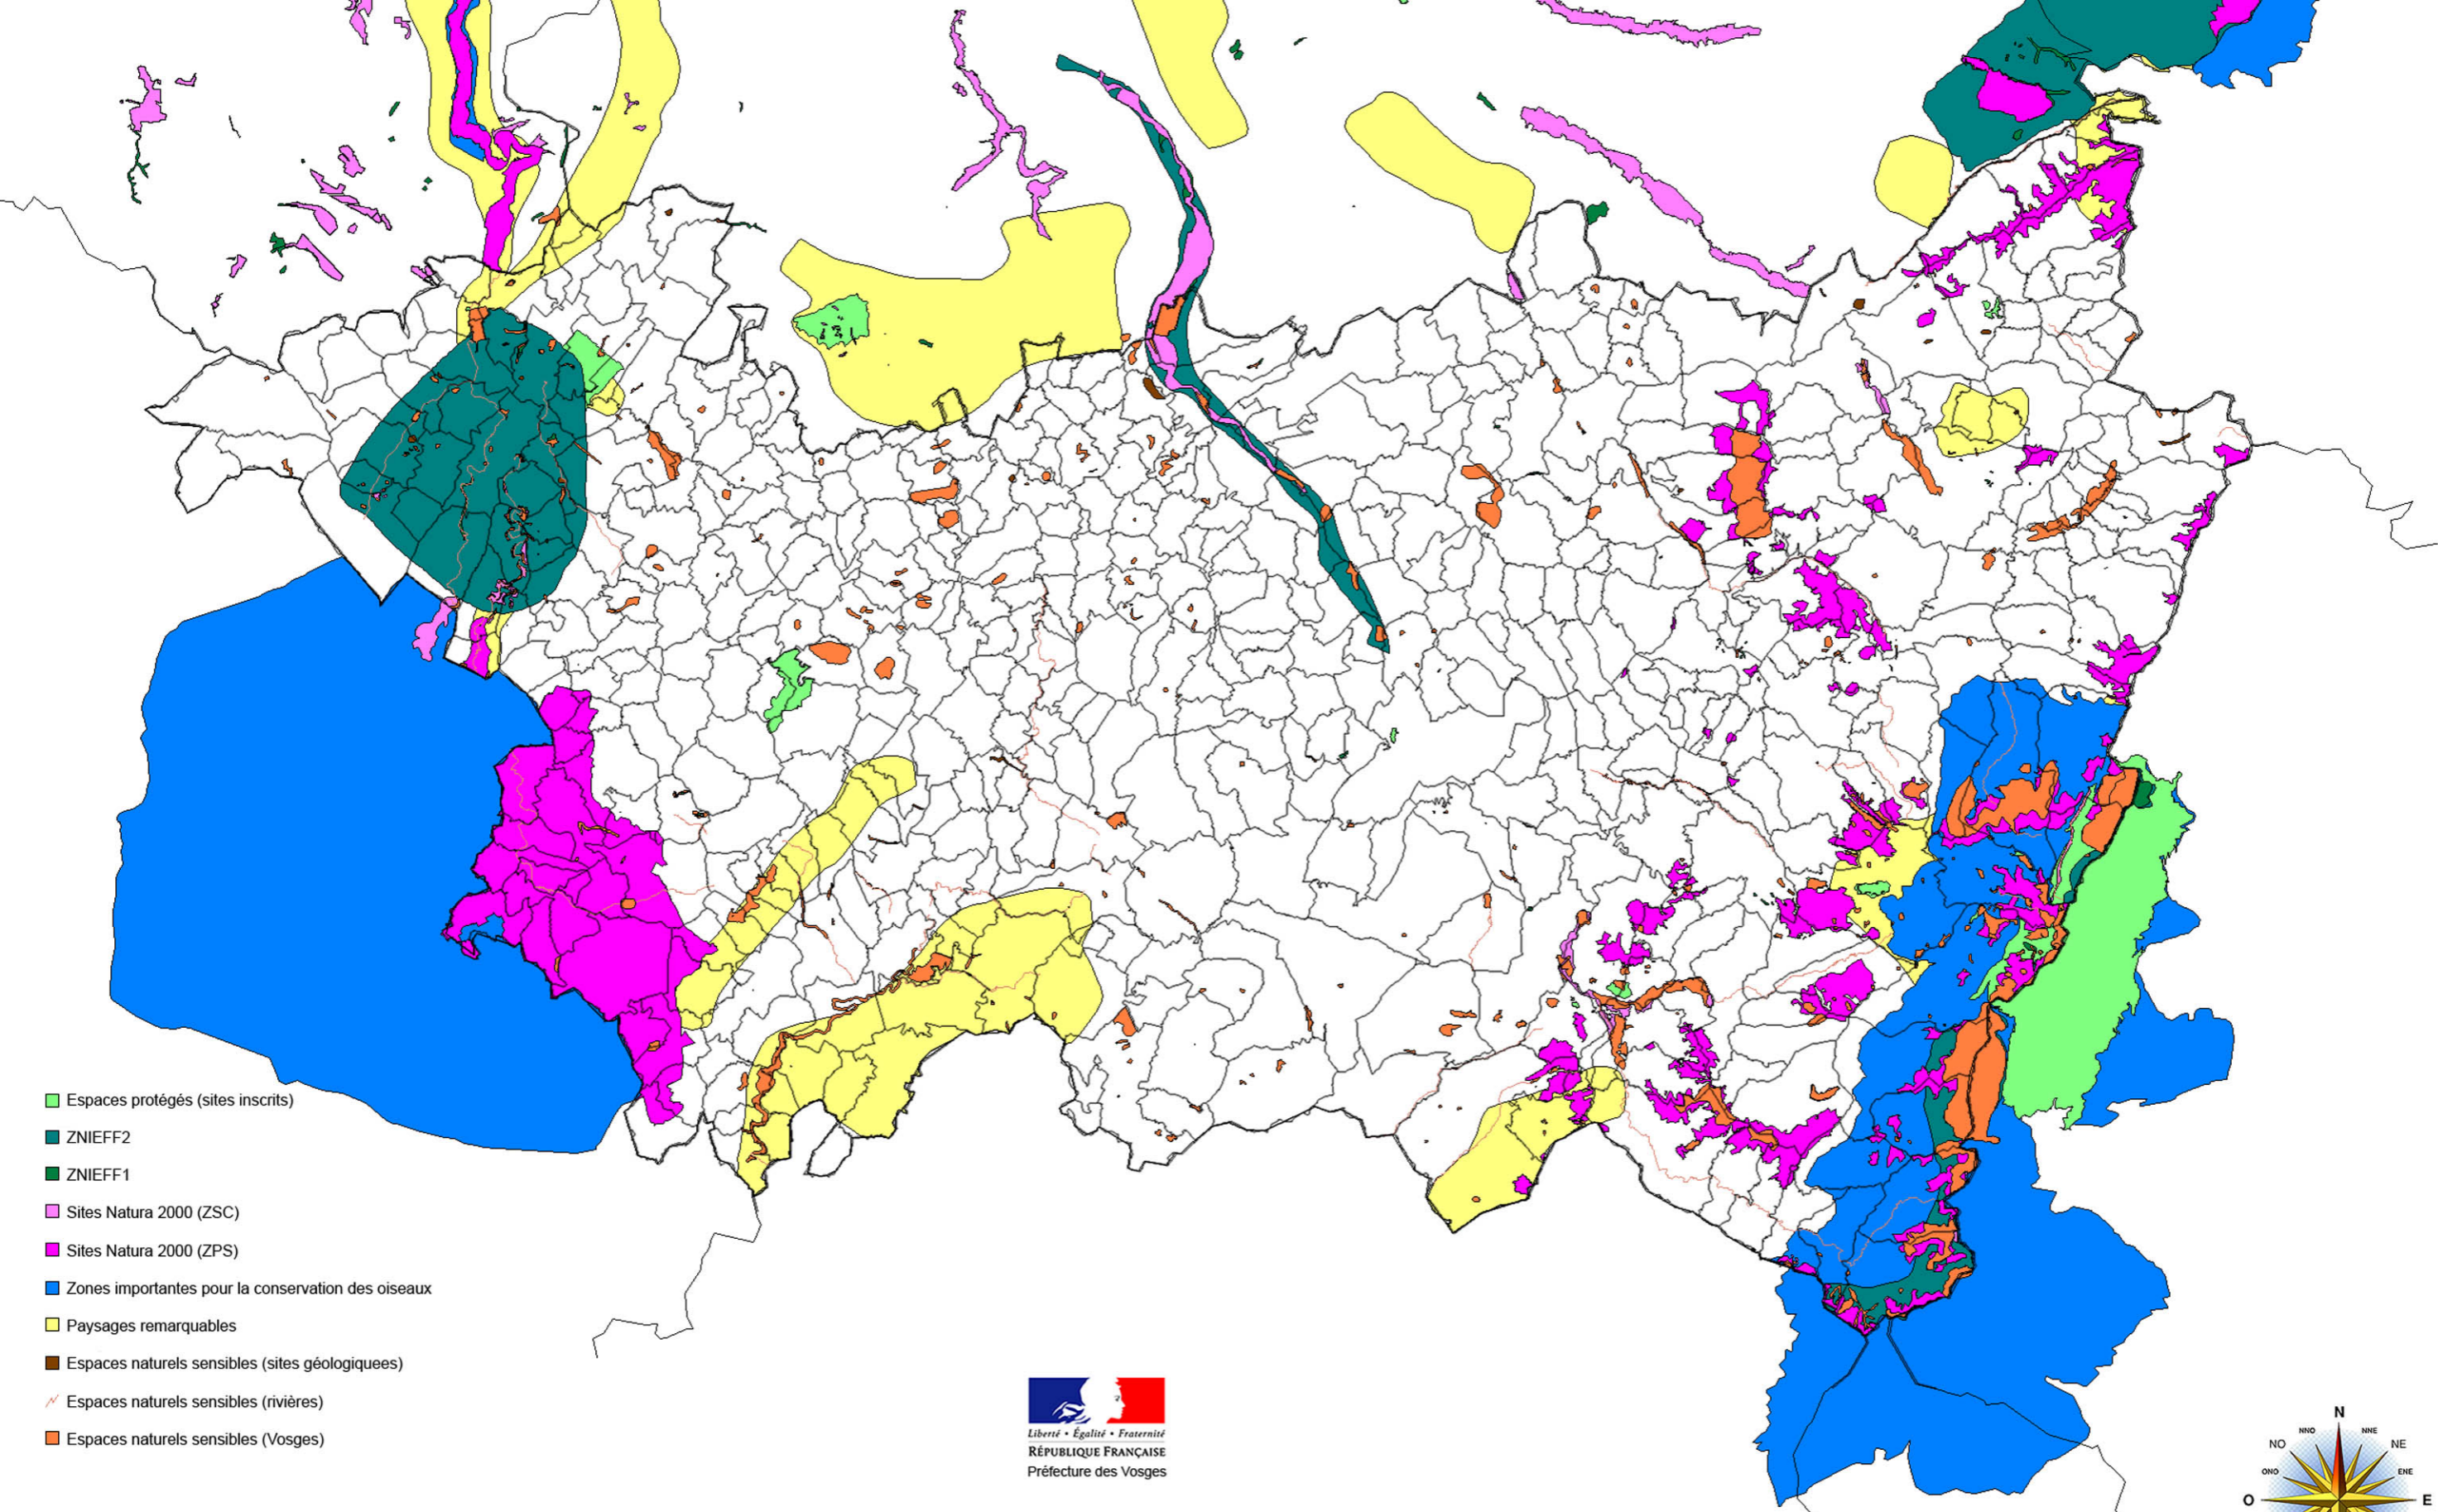 Espaces protégés (sites inscrits)
ZNIEFF2
ZNIEFF1
Sites Natura 2000 (ZSC)
Sites Natura 2000 (ZPS)
Zones importantes pour la conservation des oiseaux
Paysages remarquables
Espaces naturels sensibles (sites géologiquees)
Espaces naturels sensibles (rivières)
Espaces naturels sensibles (Vosges)
Liberté • Égalité • Fraternité
RÉPUBLIQUE FRANÇAISE
Préfecture des Vosges
N
NNO NNE
NO NE
ONO ENE
O E